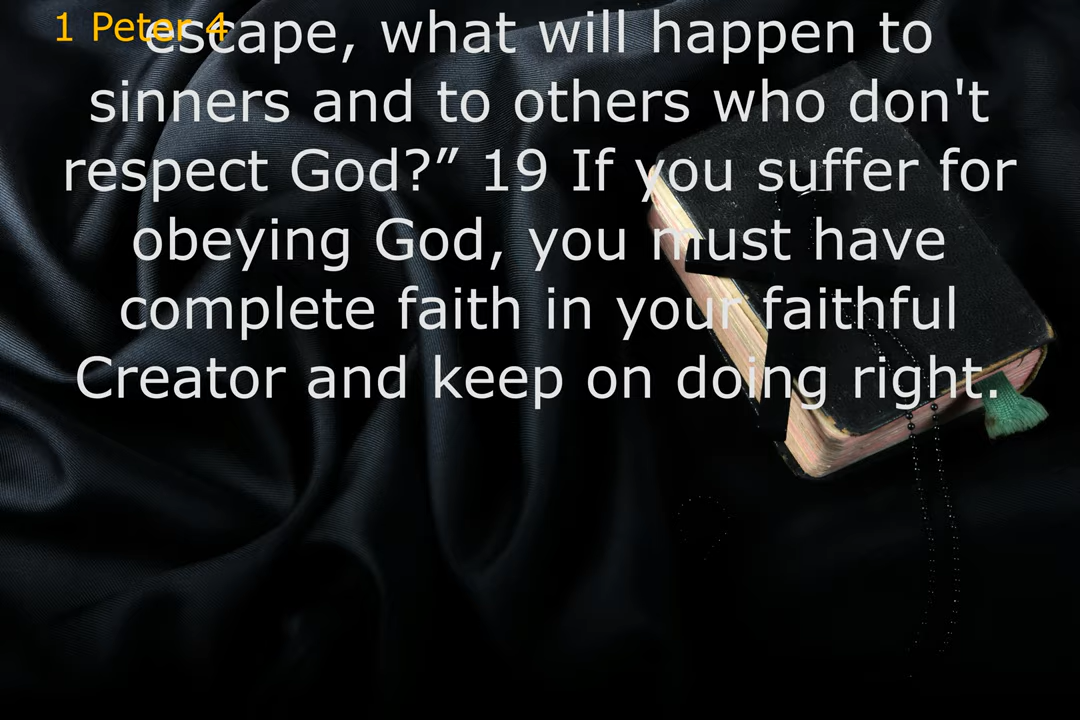 1 Peter 4
escape, what will happen to
sinners and to others who don't
respect God?” 19 If you suffer for
obeying God, you must have
complete faith in your faithful
Creator and keep on doing right.